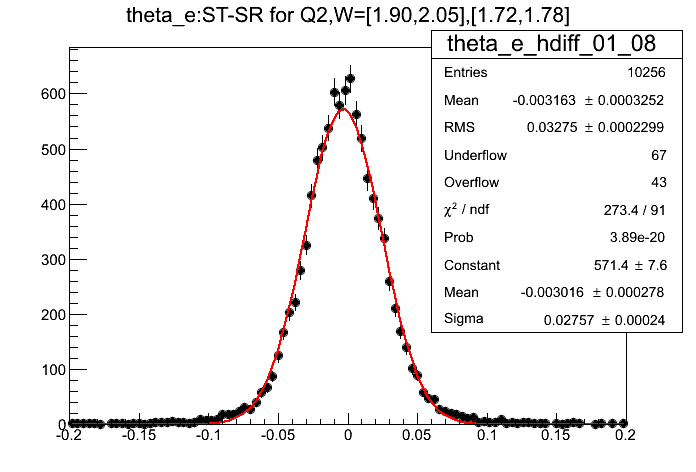 theta_e:ST-SR for Q2,W=[1.90,2.05],[1.72,1.78]
theta_e_hdiff_01_08
Entries 10256
Mean -0.003163 ± 0.0003252
RMS 0.03275 ± 0.0002299
Underflow 67
Overflow 43
χ² / ndf 273.4 / 91
Prob 3.89e-20
Constant 571.4 ± 7.6
Mean -0.003016 ± 0.000278
Sigma 0.02757 ± 0.00024
600
500
400
300
200
100
0
-0.2 -0.15 -0.1 -0.05 0 0.05 0.1 0.15 0.2